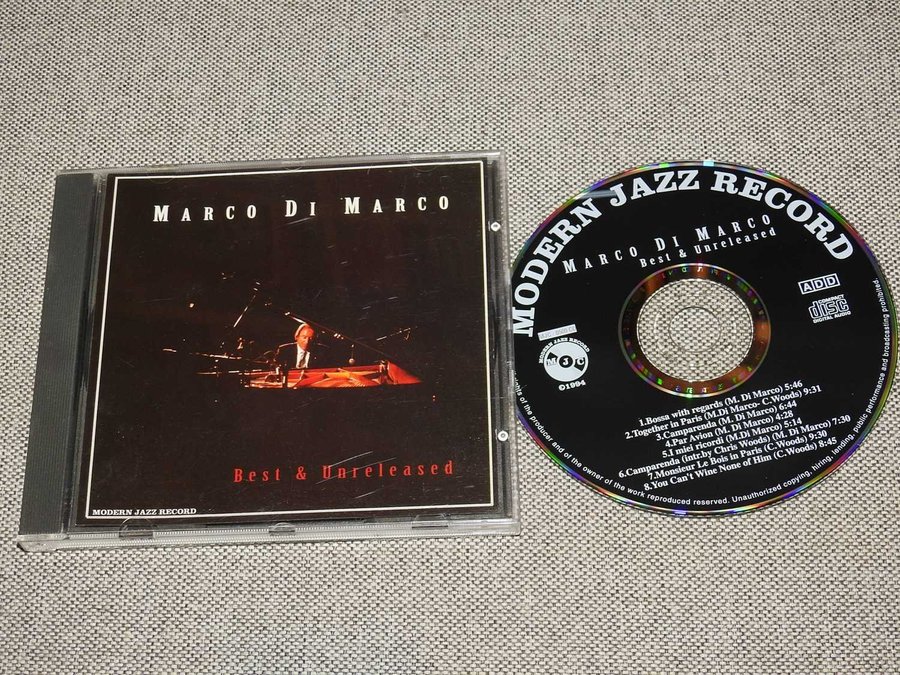 MARCO DI MARCO
Best & Unreleased
MODERN JAZZ RECORD
MODERN JAZZ RECORD
MARCO DI MARCO
Best & Unreleased
ADD
COMPACT
disc
DIGITAL AUDIO
MODERN JAZZ RECORD
M J C
©1994
1.Bossa with regards (M. Di Marco) 5:46
2.Together in Paris (M.Di Marco- C.Woods) 9:31
3.Camparenda (M. Di Marco) 6:44
4.Par Avion (M. Di Marco) 4:28
5.I miei ricordi (M.Di Marco) 5:14
6.Camparenda (intr.by Chris Woods) (M. Di Marco) 7:30
7.Monsieur Le Bois in Paris (C.Woods) 9:30
8.You Can't Wine None of Him (C.Woods) 8:45
rights of the producer and of the owner of the work reproduced reserved. Unauthorized copying, hiring, lending, public performance and broadcasting prohibited.